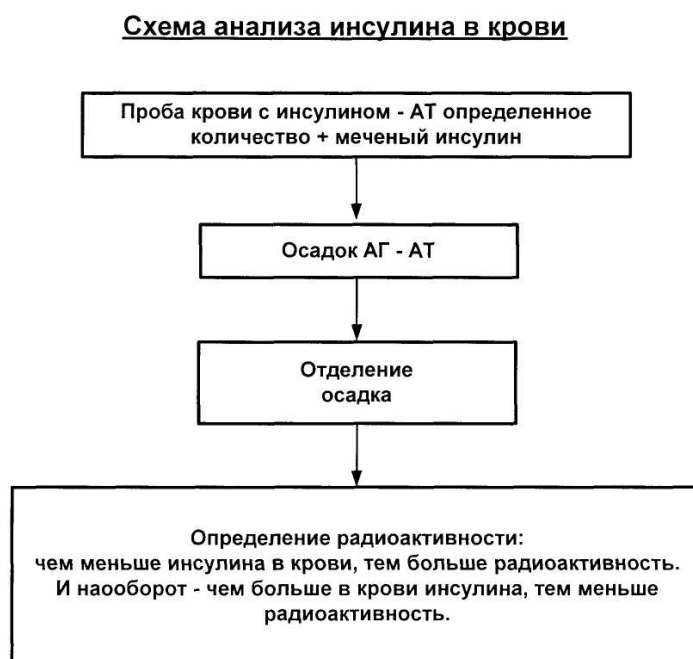 Схема анализа инсулина в крови
Проба крови с инсулином - АТ определенное
количество + меченый инсулин
Осадок АГ - АТ
Отделение
осадка
Определение радиоактивности:
чем меньше инсулина в крови, тем больше радиоактивность.
И наооборот - чем больше в крови инсулина, тем меньше
радиоактивность.